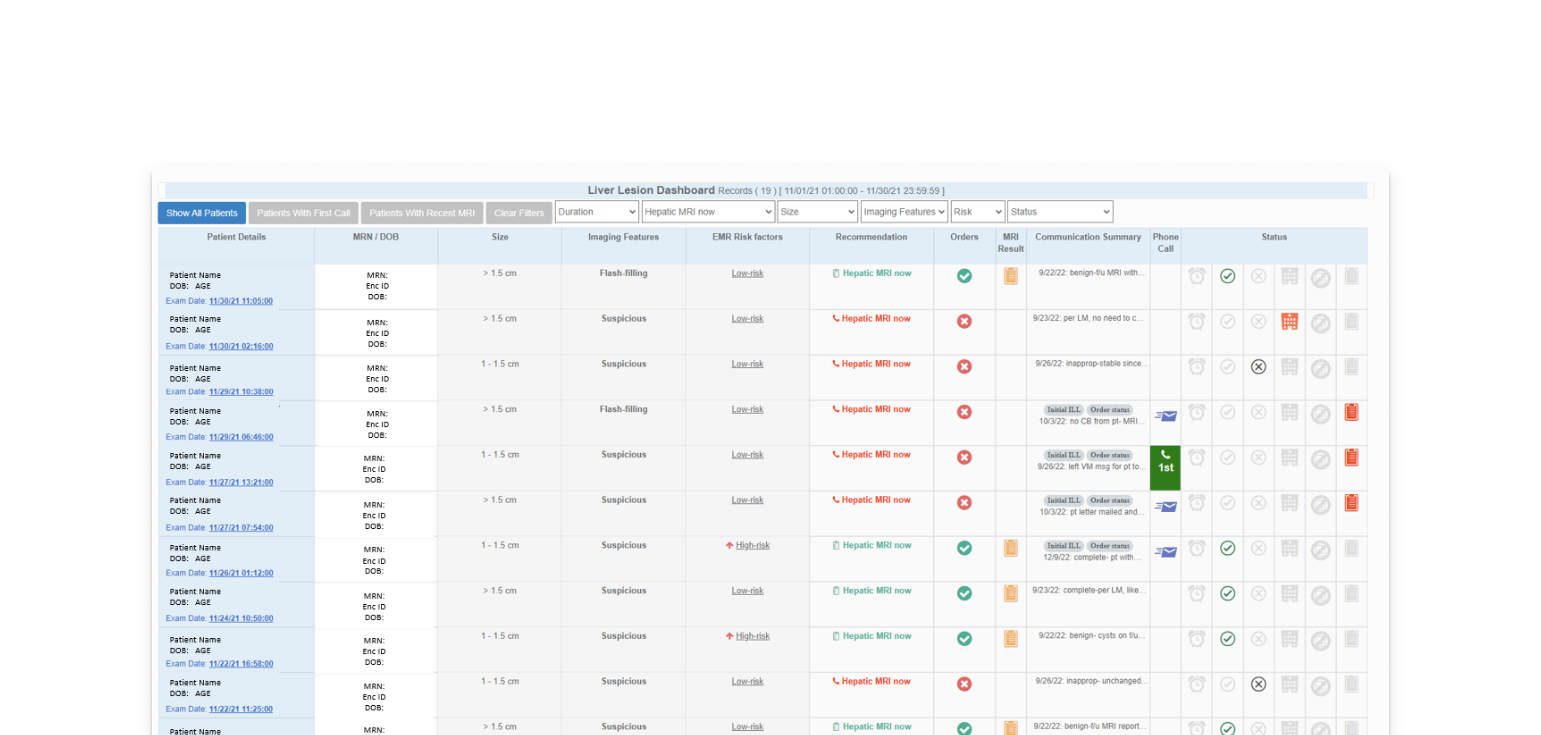 Liver Lesion Dashboard Records ( 19 ) [ 11/01/21 01:00:00 - 11/30/21 23:59:59 ]
Show All Patients Patients With First Call Patients With Recent MRI Clear Filters Duration Hepatic MRI now Size Imaging Features Risk Status
Patient Details MRN / DOB Size Imaging Features EMR Risk factors Recommendation Orders MRI Result Communication Summary Phone Call Status
Patient Name
DOB: AGE
Exam Date: 11/30/21 11:05:00
MRN:
Enc ID
DOB:
> 1.5 cm Flash-filling Low-risk Hepatic MRI now 9/22/22: benign-f/u MRI with...
Patient Name
DOB: AGE
Exam Date: 11/30/21 02:16:00
MRN:
Enc ID
DOB:
> 1.5 cm Suspicious Low-risk Hepatic MRI now 9/23/22: per LM, no need to c...
Patient Name
DOB: AGE
Exam Date: 11/29/21 10:38:00
MRN:
Enc ID
DOB:
1 - 1.5 cm Suspicious Low-risk Hepatic MRI now 9/26/22: inapprop-stable since...
Patient Name
DOB: AGE
Exam Date: 11/29/21 06:46:00
MRN:
Enc ID
DOB:
> 1.5 cm Flash-filling Low-risk Hepatic MRI now Initial ILL Order status
10/3/22: no CB from pt- MRI...
Patient Name
DOB: AGE
Exam Date: 11/27/21 13:21:00
MRN:
Enc ID
DOB:
1 - 1.5 cm Suspicious Low-risk Hepatic MRI now Initial ILL Order status
9/26/22: left VM msg for pt to...
1st
Patient Name
DOB: AGE
Exam Date: 11/27/21 07:54:00
MRN:
Enc ID
DOB:
> 1.5 cm Suspicious Low-risk Hepatic MRI now Initial ILL Order status
10/3/22: pt letter mailed and...
Patient Name
DOB: AGE
Exam Date: 11/26/21 01:12:00
MRN:
Enc ID
DOB:
1 - 1.5 cm Suspicious High-risk Hepatic MRI now Initial ILL Order status
12/9/22: complete- pt with...
Patient Name
DOB: AGE
Exam Date: 11/24/21 10:50:00
MRN:
Enc ID
DOB:
> 1.5 cm Suspicious Low-risk Hepatic MRI now 9/23/22: complete-per LM, like...
Patient Name
DOB: AGE
Exam Date: 11/22/21 16:58:00
MRN:
Enc ID
DOB:
1 - 1.5 cm Suspicious High-risk Hepatic MRI now 9/22/22: benign- cysts on f/u...
Patient Name
DOB: AGE
Exam Date: 11/22/21 11:25:00
MRN:
Enc ID
DOB:
1 - 1.5 cm Suspicious Low-risk Hepatic MRI now 9/26/22: inapprop- unchanged...
Patient Name
MRN:
> 1.5 cm Suspicious Low-risk Hepatic MRI now 9/22/22: benign-f/u MRI report...